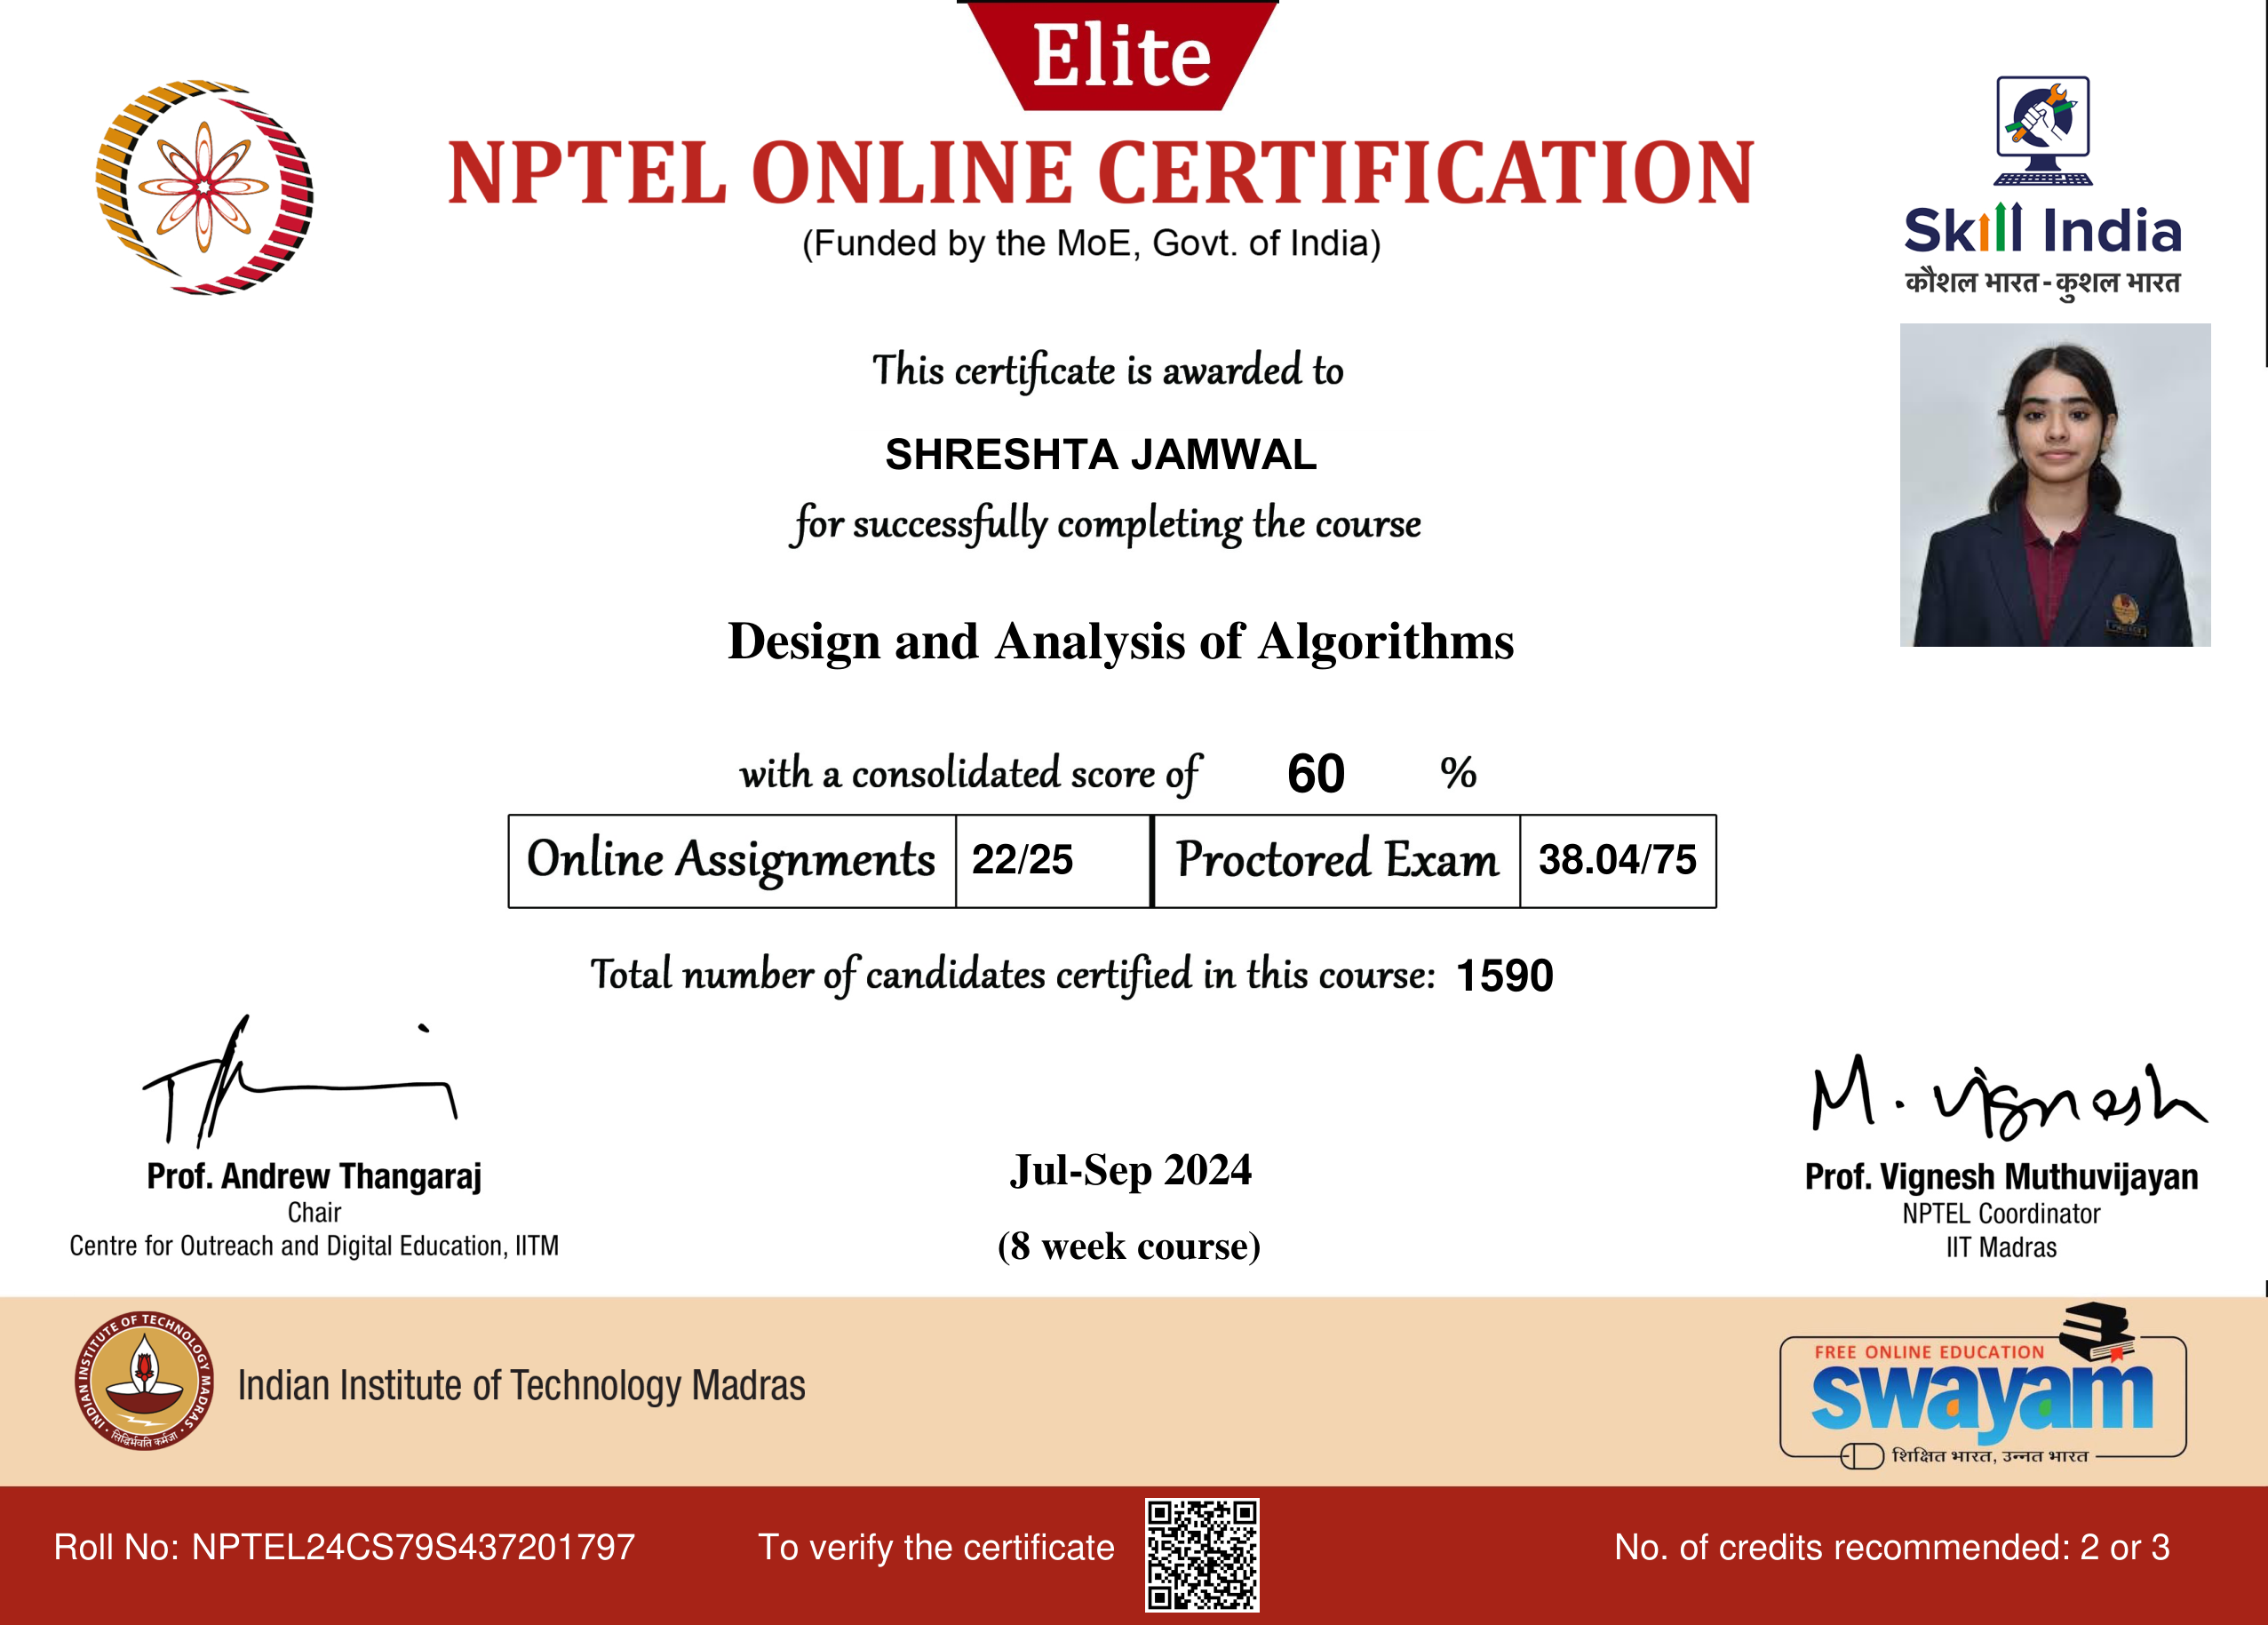 Elite
NPTEL ONLINE CERTIFICATION
(Funded by the MoE, Govt. of India)
Skill India
कौशल भारत - कुशल भारत
This certificate is awarded to
SHRESHTA JAMWAL
for successfully completing the course
Design and Analysis of Algorithms
with a consolidated score of 60 %
Online Assignments 22/25 Proctored Exam 38.04/75
Total number of candidates certified in this course: 1590
M. Vignesh
Prof. Andrew Thangaraj
Chair
Centre for Outreach and Digital Education, IITM
Jul-Sep 2024
(8 week course)
Prof. Vignesh Muthuvijayan
NPTEL Coordinator
IIT Madras
INDIAN INSTITUTE OF TECHNOLOGY MADRAS
सिद्धिर्भवति कर्मजा
Indian Institute of Technology Madras
FREE ONLINE EDUCATION
swayam
शिक्षित भारत, उन्नत भारत
Roll No: NPTEL24CS79S437201797
To verify the certificate
No. of credits recommended: 2 or 3